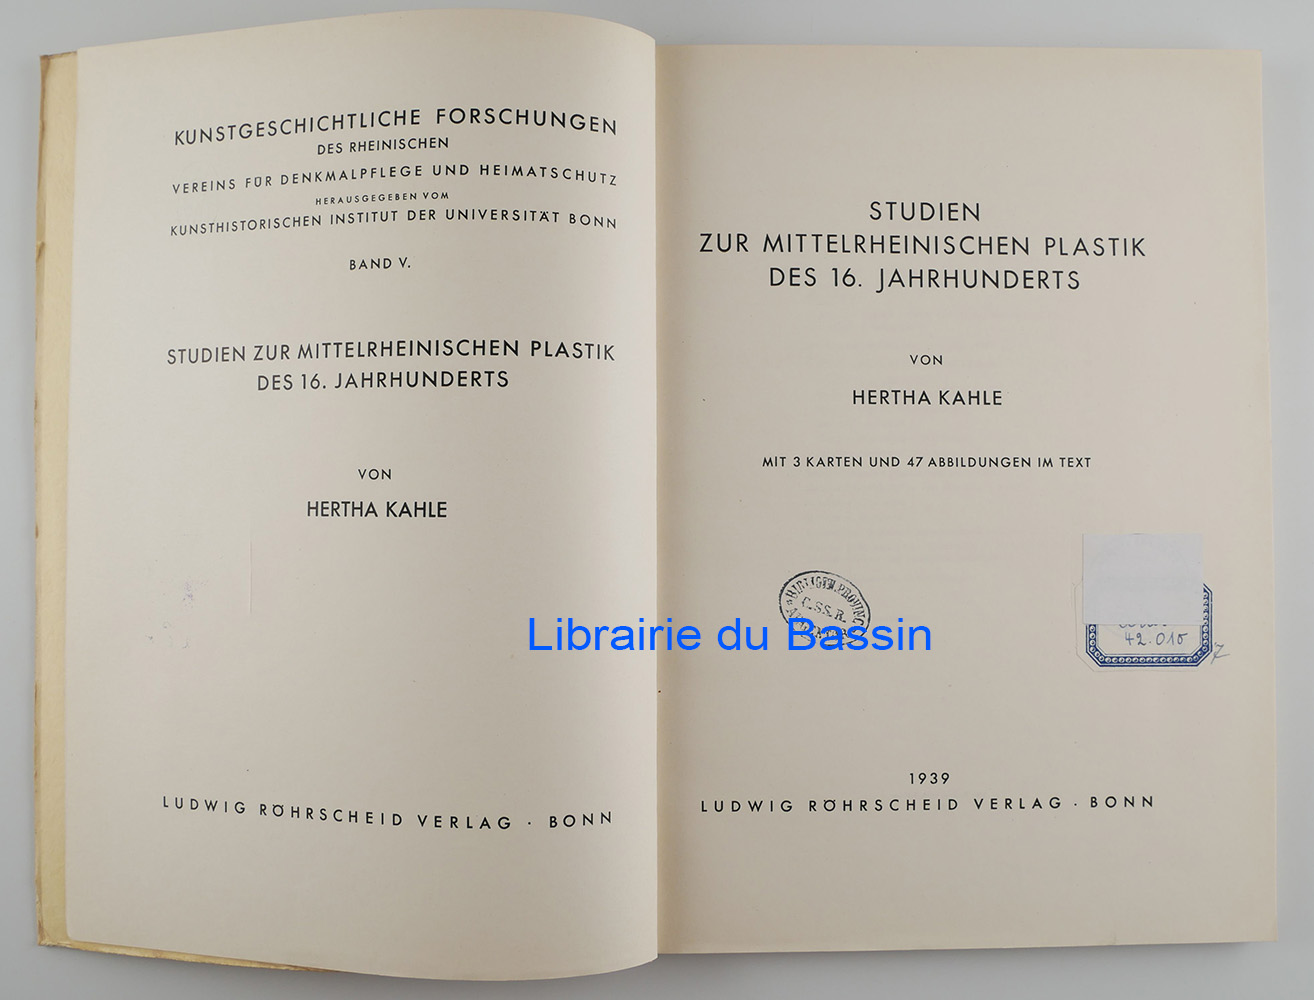 KUNSTGESCHICHTLICHE FORSCHUNGEN
DES RHEINISCHEN
VEREINS FÜR DENKMALPFLEGE UND HEIMATSCHUTZ
HERAUSGEGEBEN VOM
KUNSTHISTORISCHEN INSTITUT DER UNIVERSITÄT BONN
BAND V.
STUDIEN ZUR MITTELRHEINISCHEN PLASTIK
DES 16. JAHRHUNDERTS
VON
HERTHA KAHLE
LUDWIG RÖHRSCHEID VERLAG · BONN
STUDIEN
ZUR MITTELRHEINISCHEN PLASTIK
DES 16. JAHRHUNDERTS
VON
HERTHA KAHLE
MIT 3 KARTEN UND 47 ABBILDUNGEN IM TEXT
C.SS.R.
42.010
7
Librairie du Bassin
1939
LUDWIG RÖHRSCHEID VERLAG · BONN